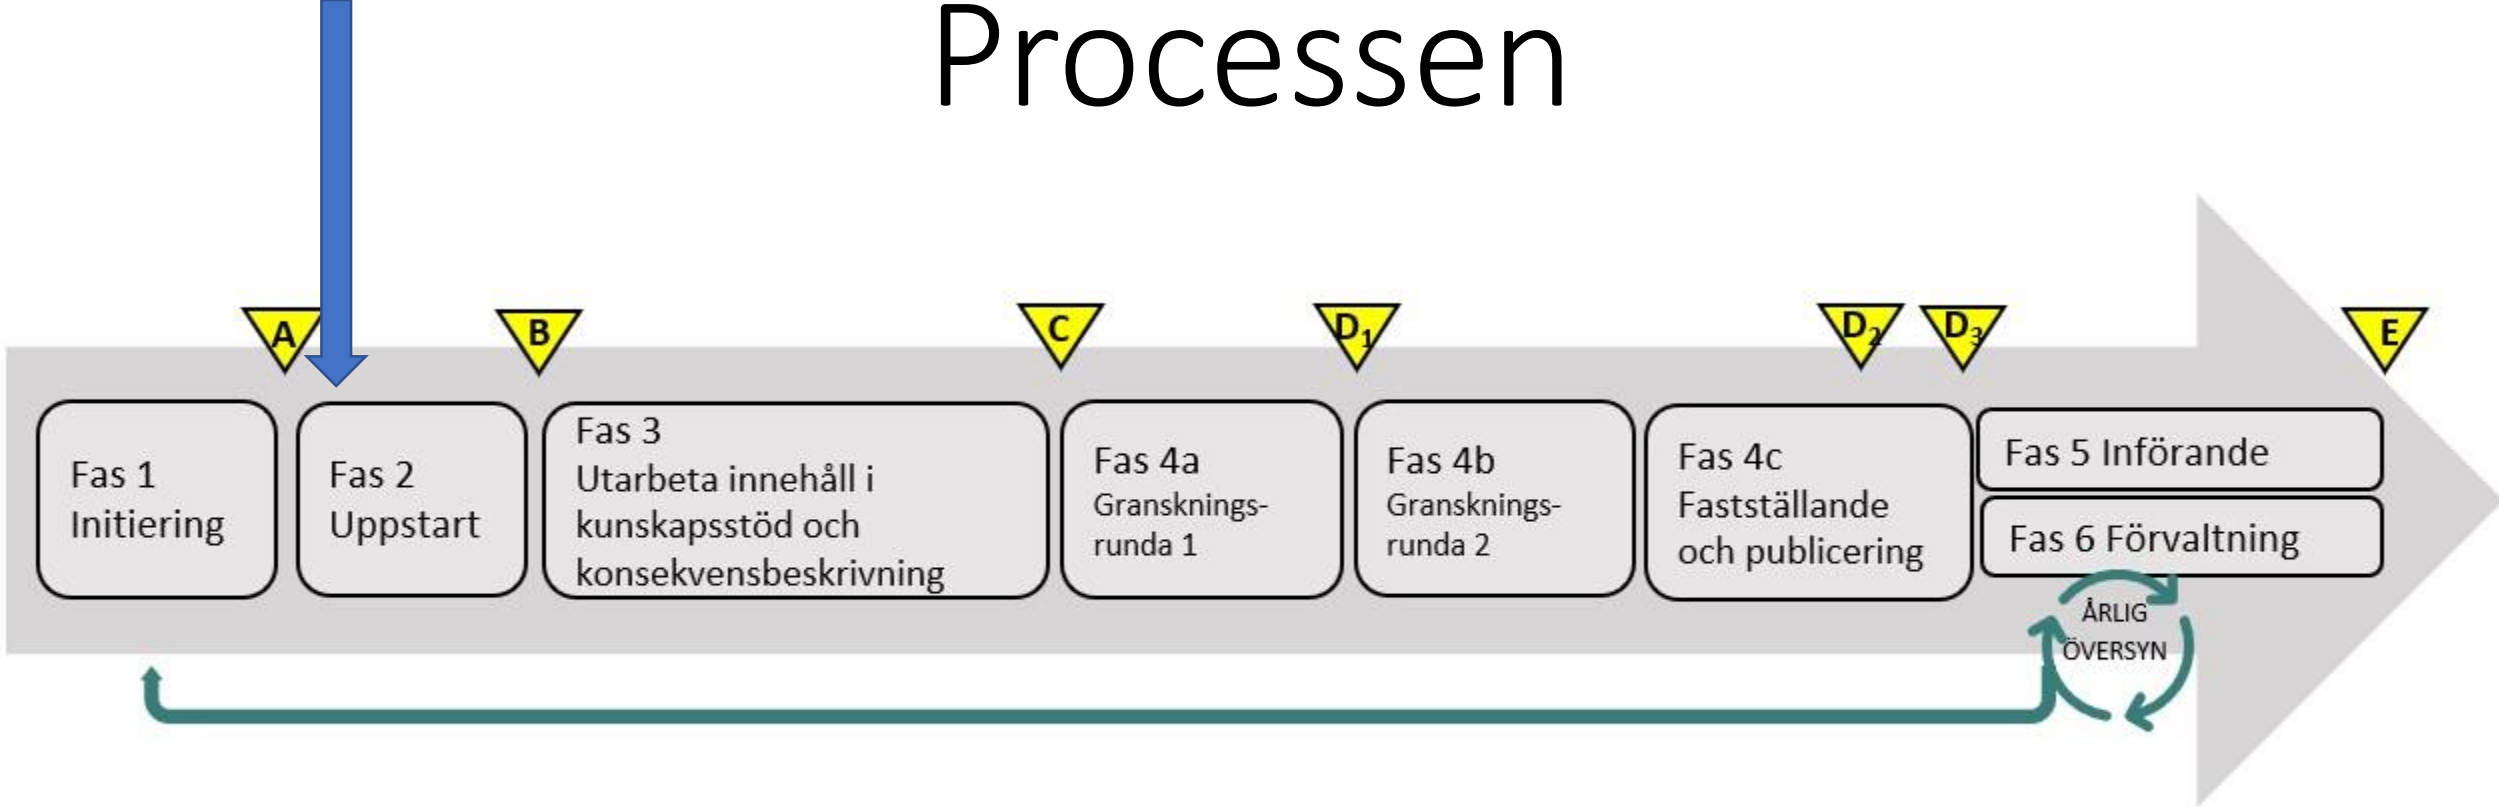 Processen
A
B
C
D₁
D₂
D₃
E
Fas 1
Initiering
Fas 2
Uppstart
Fas 3
Utarbeta innehåll i
kunskapsstöd och
konsekvensbeskrivning
Fas 4a
Gransknings-
runda 1
Fas 4b
Gransknings-
runda 2
Fas 4c
Fastställande
och publicering
Fas 5 Införande
Fas 6 Förvaltning
ÅRLIG
ÖVERSYN